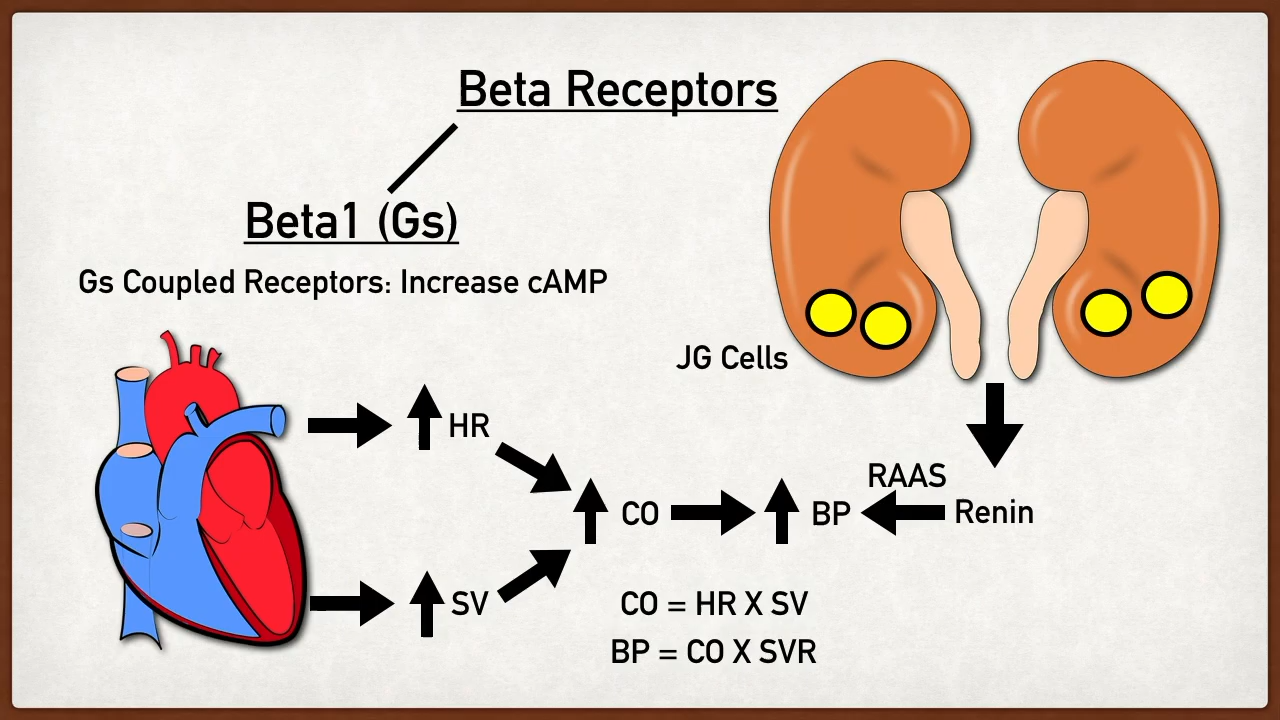 Beta Receptors
Beta1 (Gs)
Gs Coupled Receptors: Increase cAMP
JG Cells
HR
RAAS
CO
BP
Renin
SV
CO = HR X SV
BP = CO X SVR